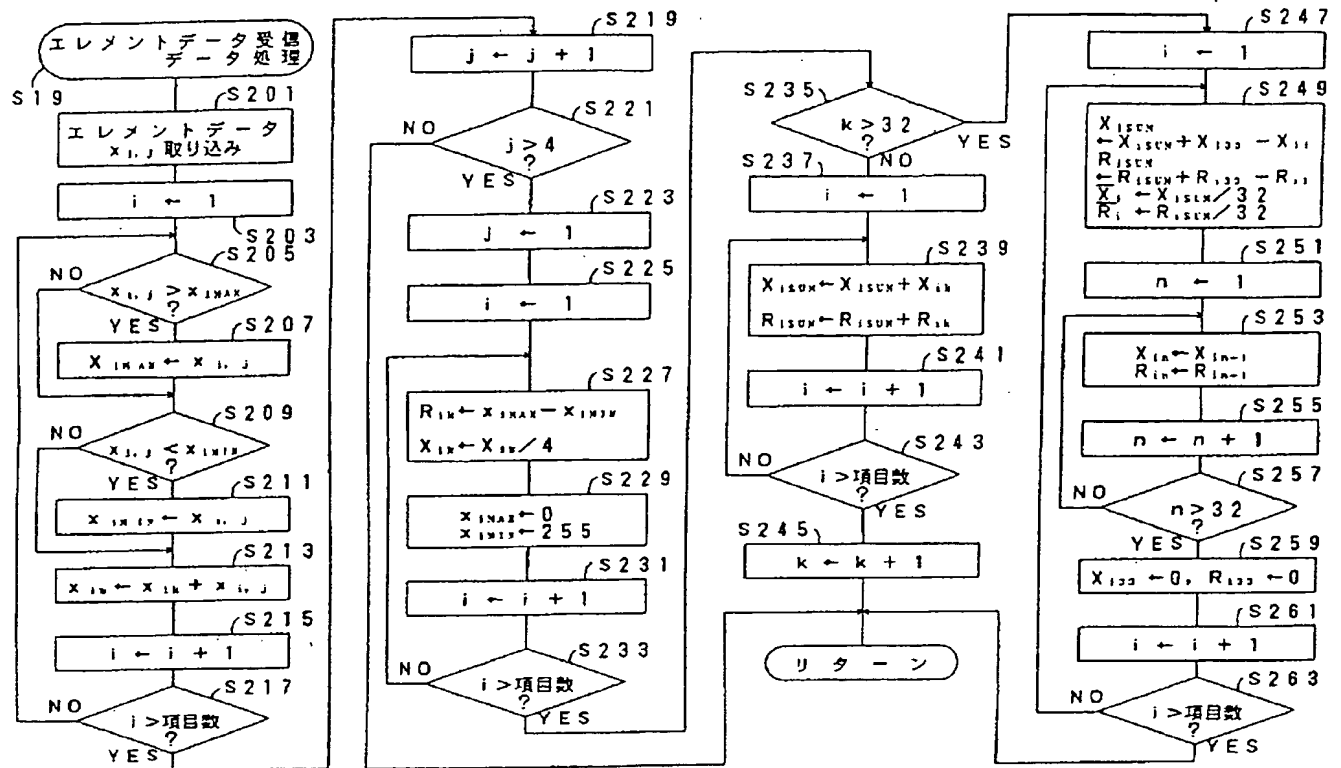 エレメントデータ受信
データ処理
S19
S201
エレメントデータ
x i, j 取り込み
i ← 1
S203
S205
x i, j > x iMAX
?
NO
YES
S207
x iMAX ← x i, j
S209
x i, j < x iMIN
?
NO
YES
S211
x iMIN ← x i, j
S213
x ik ← x ik + x i, j
S215
i ← i + 1
S217
i > 項目数
?
NO
YES
S219
j ← j + 1
S221
j > 4
?
NO
YES
S223
j ← 1
S225
i ← 1
S227
R ik ← x iMAX − x iMIN
X ik ← X ik / 4
S229
x iMAX ← 0
x iMIN ← 255
S231
i ← i + 1
S233
i > 項目数
?
NO
YES
S235
k > 32
?
YES
NO
S237
i ← 1
S239
X iSUM ← X iSUM + X ik
R iSUM ← R iSUM + R ik
S241
i ← i + 1
S243
i > 項目数
?
NO
YES
S245
k ← k + 1
リターン
S247
i ← 1
S249
X iSUM
← X iSUM + X i33 − X i1
R iSUM
← R iSUM + R i33 − R i1
X̄ i ← X iSUM / 32
R̄ i ← R iSUM / 32
S251
n ← 1
S253
X in ← X in+1
R in ← R in+1
S255
n ← n + 1
S257
n > 32
?
NO
YES
S259
X i33 ← 0, R i33 ← 0
S261
i ← i + 1
S263
i > 項目数
?
NO
YES